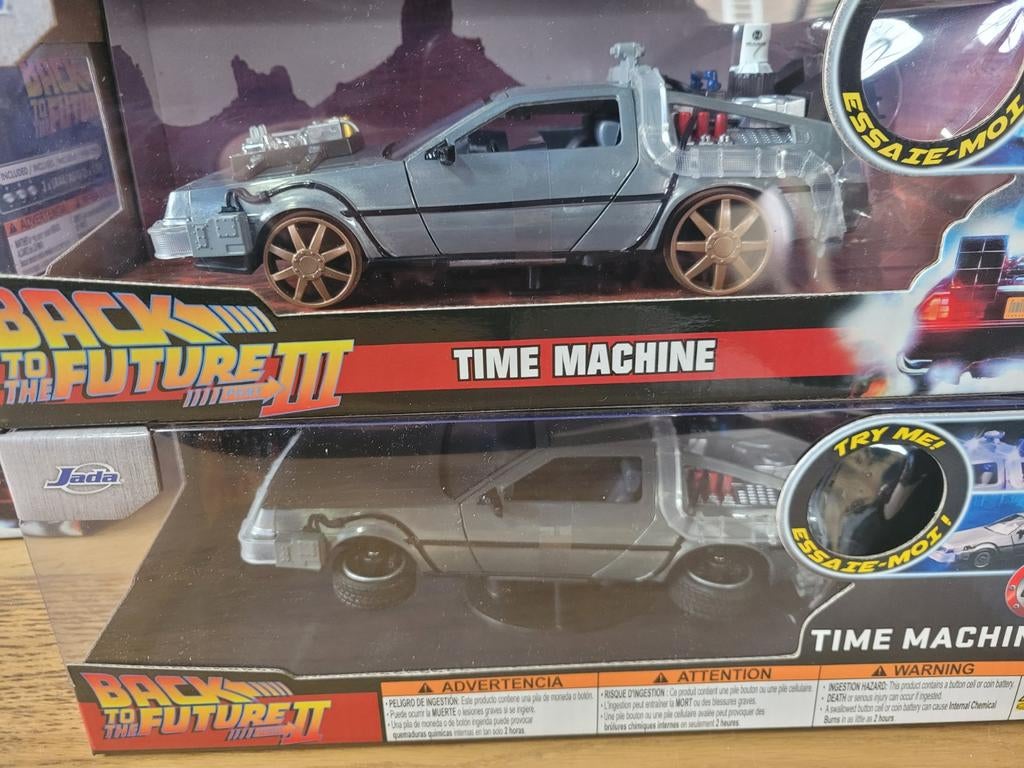 BACK
TO THE
FUTURE
PART III
TIME MACHINE
ESSAIE-MOI
INCLUDED / INCLUS / INC
Jada
TRY ME!
ESSAIE-MOI !
TIME MACHIN
BACK
TO THE
FUTURE
II
ADVERTENCIA
• PELIGRO DE INGESTIÓN: Este producto contiene una pila de moneda o botón.
• Puede ocurrir la MUERTE o lesiones graves si se ingiere.
• Una pila de moneda o de botón ingerida puede provocar
quemaduras químicas internas en tan solo 2 horas.
ATTENTION
• RISQUE D'INGESTION : Ce produit contient une pile bouton ou une pile cellulaire.
• L'ingestion peut entraîner la MORT ou des blessures graves.
• Une pile bouton ou une pile cellulaire avalée peut provoquer des
brûlures chimiques internes en seulement 2 heures.
WARNING
• INGESTION HAZARD: This product contains a button cell or coin battery.
• DEATH or serious injury can occur if ingested.
• A swallowed button cell or coin battery can cause Internal Chemical
Burns in as little as 2 hours.